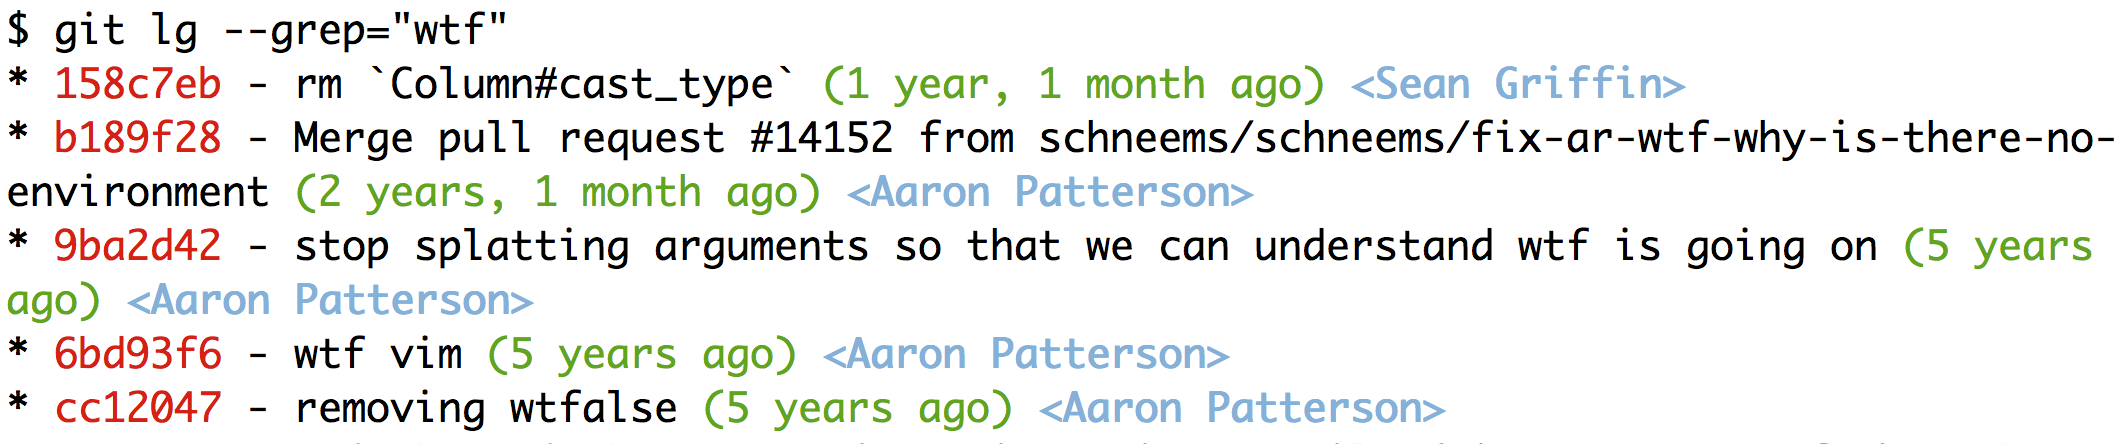 $ git lg --grep="wtf"
* 158c7eb - rm `Column#cast_type` (1 year, 1 month ago) <Sean Griffin>
* b189f28 - Merge pull request #14152 from schneems/schneems/fix-ar-wtf-why-is-there-no-
environment (2 years, 1 month ago) <Aaron Patterson>
* 9ba2d42 - stop splatting arguments so that we can understand wtf is going on (5 years
ago) <Aaron Patterson>
* 6bd93f6 - wtf vim (5 years ago) <Aaron Patterson>
* cc12047 - removing wtfalse (5 years ago) <Aaron Patterson>